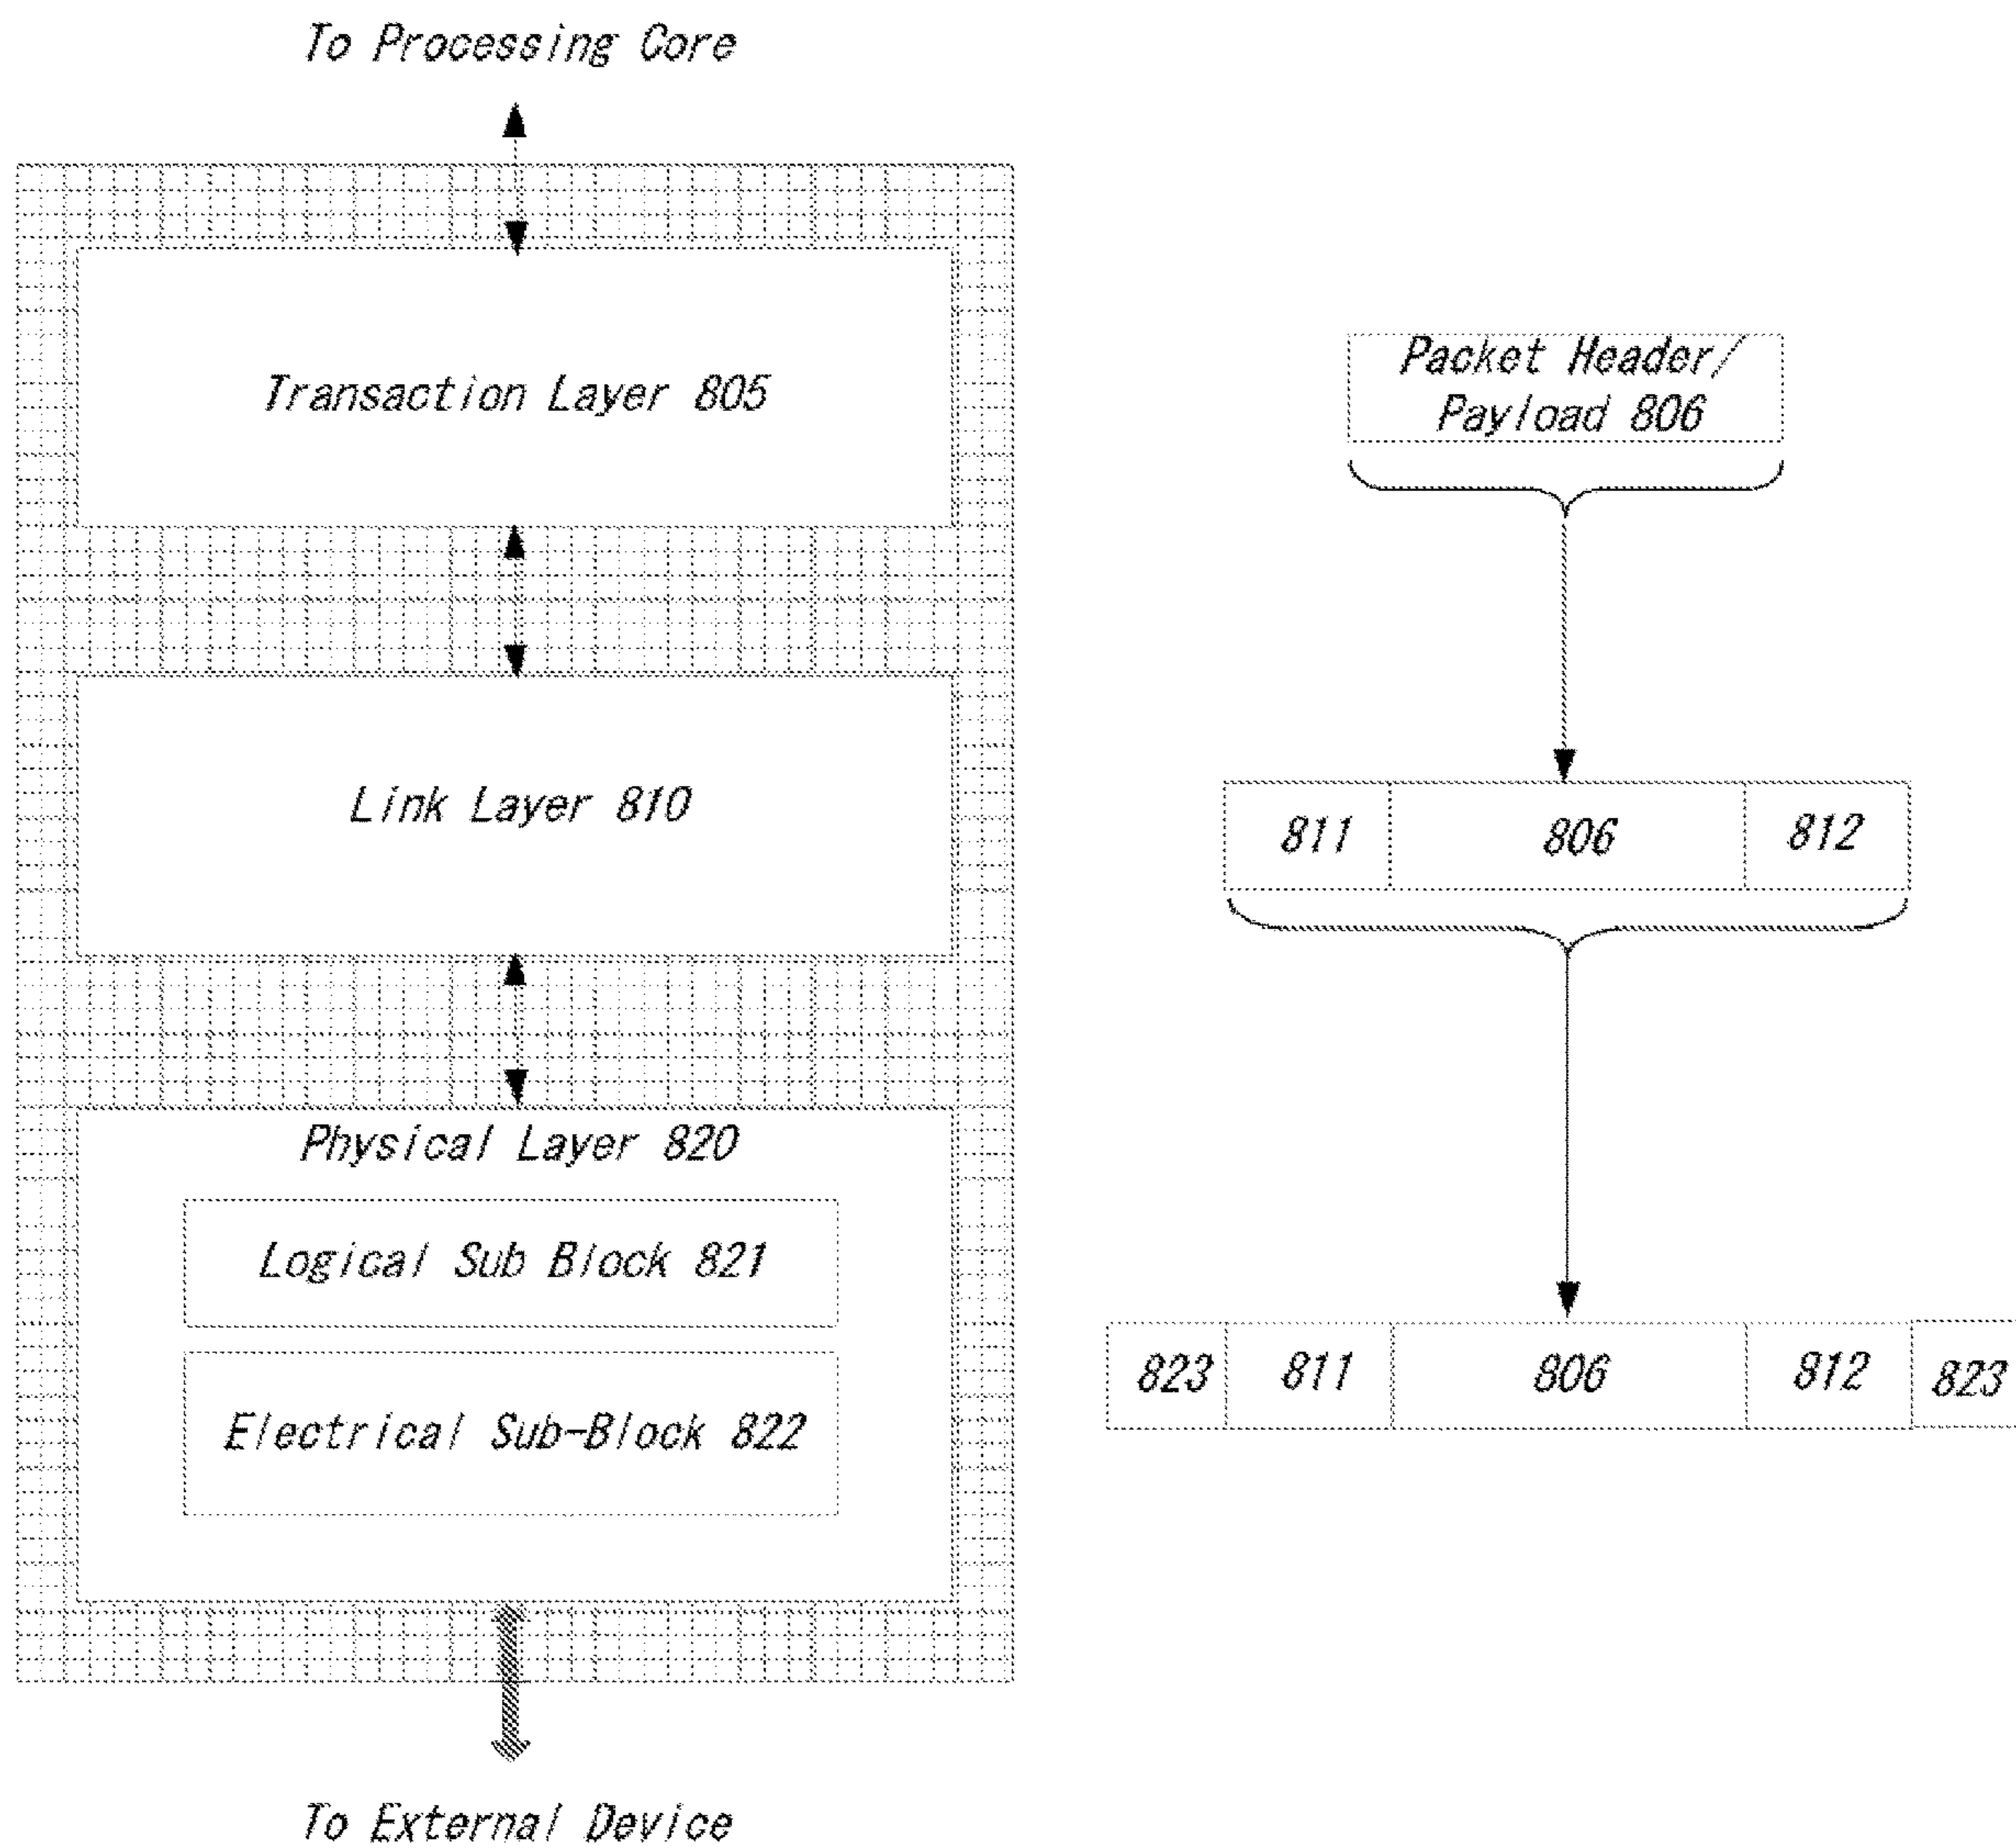 To Processing Core
Transaction Layer 805
Packet Header/
Payload 806
Link Layer 810
811 806 812
Physical Layer 820
Logical Sub Block 821
Electrical Sub-Block 822
823 811 806 812 823
To External Device